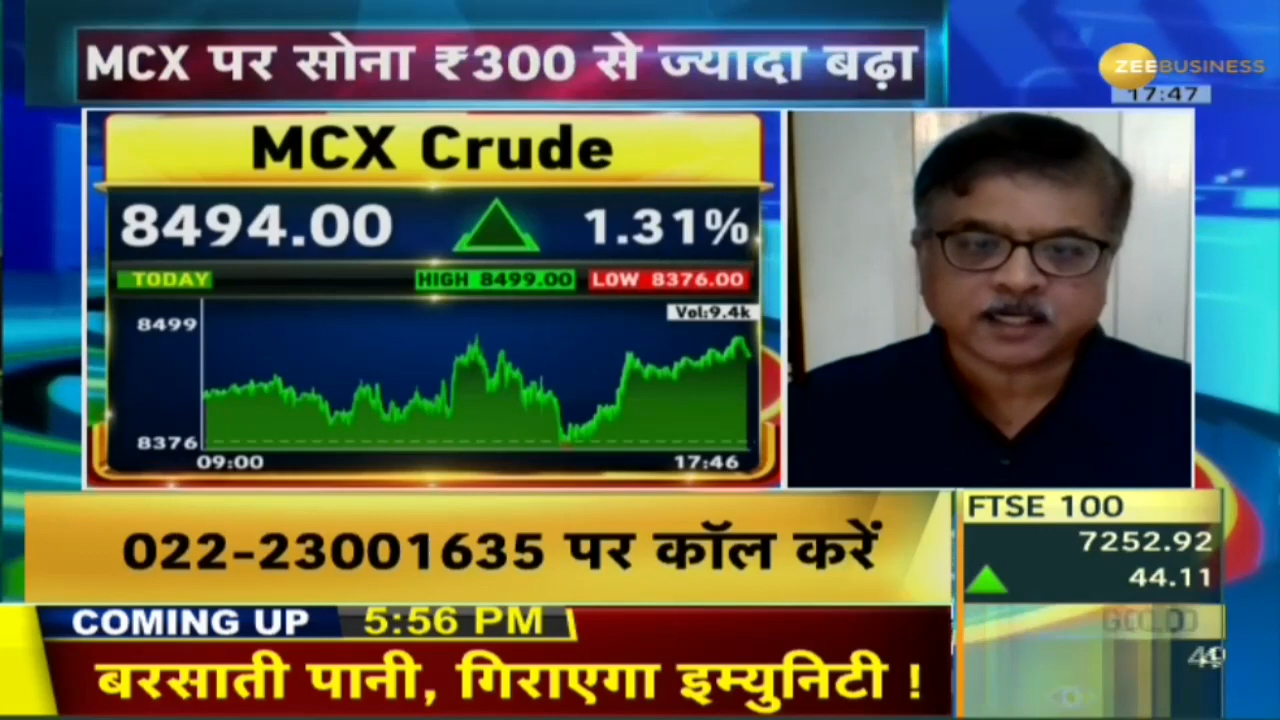 MCX पर सोना ₹300 से ज्यादा बढ़ा
ZEEBUSINESS
17:47
MCX Crude
8494.00 1.31%
TODAY HIGH 8499.00 LOW 8376.00
Vol:9.4k
8499
8376
09:00 17:46
022-23001635 पर कॉल करें
FTSE 100
7252.92
44.11
COMING UP 5:56 PM
बरसाती पानी, गिराएगा इम्युनिटी !